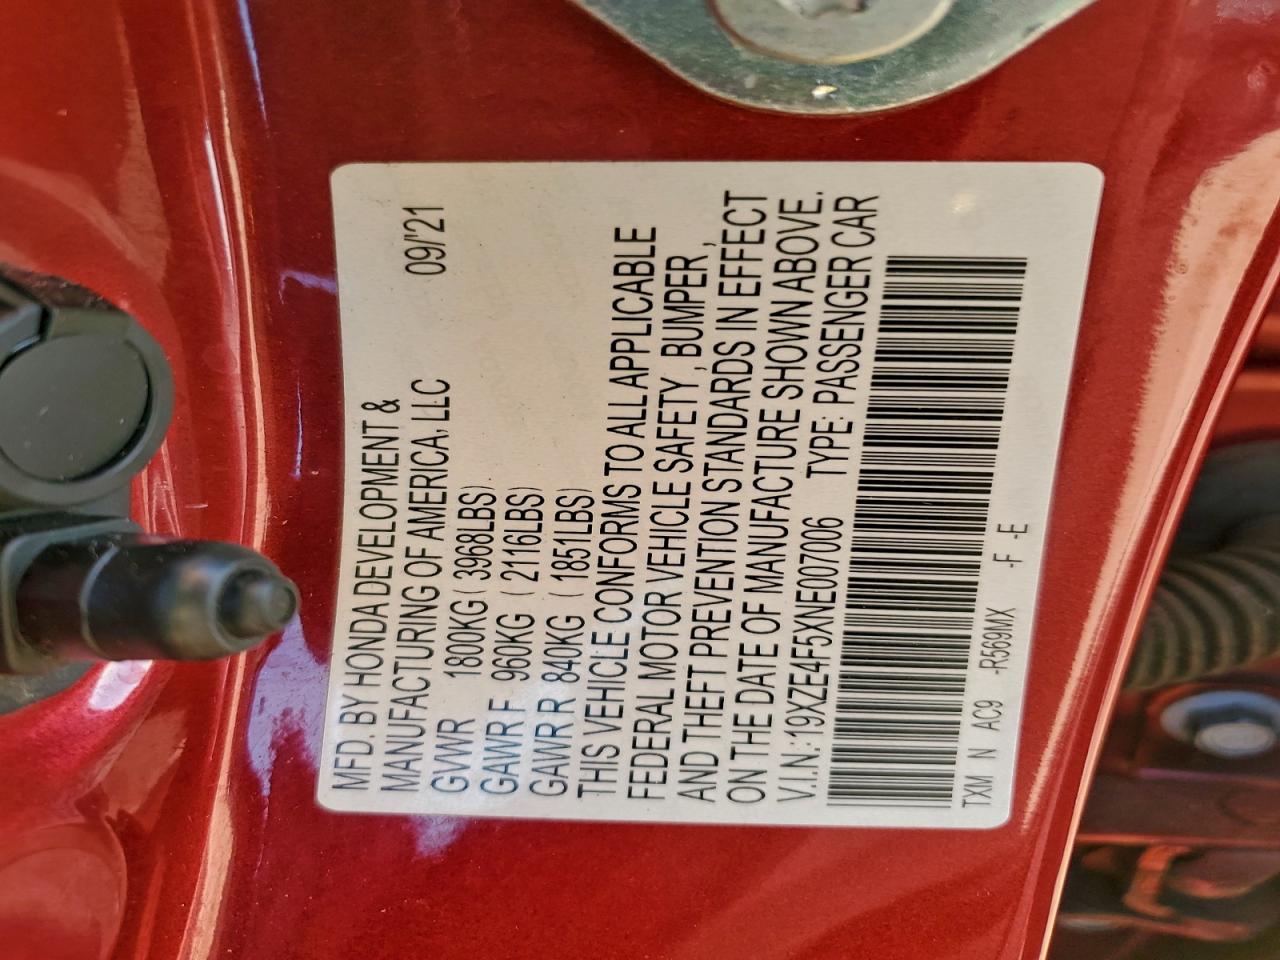 MFD. BY HONDA DEVELOPMENT &
MANUFACTURING OF AMERICA, LLC 09/'21
GVWR 1800KG ( 3968LBS)
GAWR F 960KG ( 2116LBS)
GAWR R 840KG ( 1851LBS)
THIS VEHICLE CONFORMS TO ALL APPLICABLE
FEDERAL MOTOR VEHICLE SAFETY , BUMPER ,
AND THEFT PREVENTION STANDARDS IN EFFECT
ON THE DATE OF MANUFACTURE SHOWN ABOVE.
V.I.N.:19XZE4F5XNE007006 TYPE: PASSENGER CAR
TXM N AC9 -R569MX -F -E